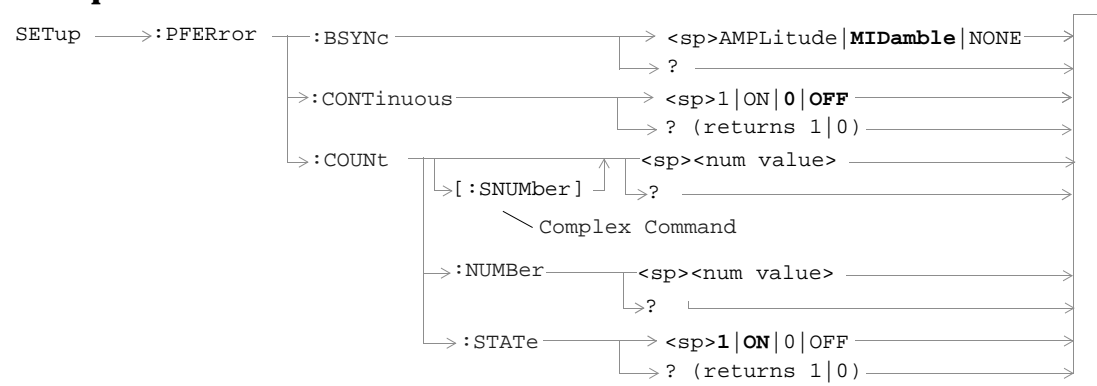 SETup :PFERror :BSYNc <sp>AMPLitude|MIDamble|NONE
?
:CONTinuous <sp>1|ON|0|OFF
? (returns 1|0)
:COUNt <sp><num value>
[:SNUMber] ?
Complex Command
:NUMBer <sp><num value>
?
:STATe <sp>1|ON|0|OFF
? (returns 1|0)